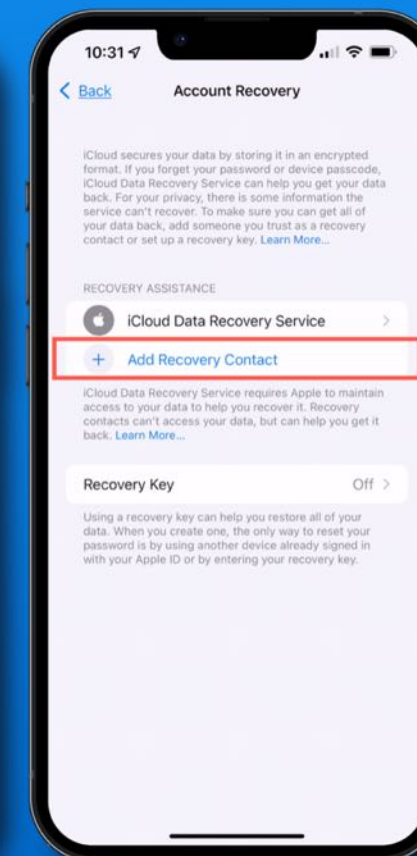 10:31
Back
Account Recovery
iCloud secures your data by storing it in an encrypted
format. If you forget your password or device passcode,
iCloud Data Recovery Service can help you get your data
back. For your privacy, there is some information the
service can't recover. To make sure you can get all of
your data back, add someone you trust as a recovery
contact or set up a recovery key. Learn More...
RECOVERY ASSISTANCE
iCloud Data Recovery Service
+ Add Recovery Contact
iCloud Data Recovery Service requires Apple to maintain
access to your data to help you recover it. Recovery
contacts can't access your data, but can help you get it
back. Learn More...
Recovery Key Off
Using a recovery key can help you restore all of your
data. When you create one, the only way to reset your
password is by using another device already signed in
with your Apple ID or by entering your recovery key.